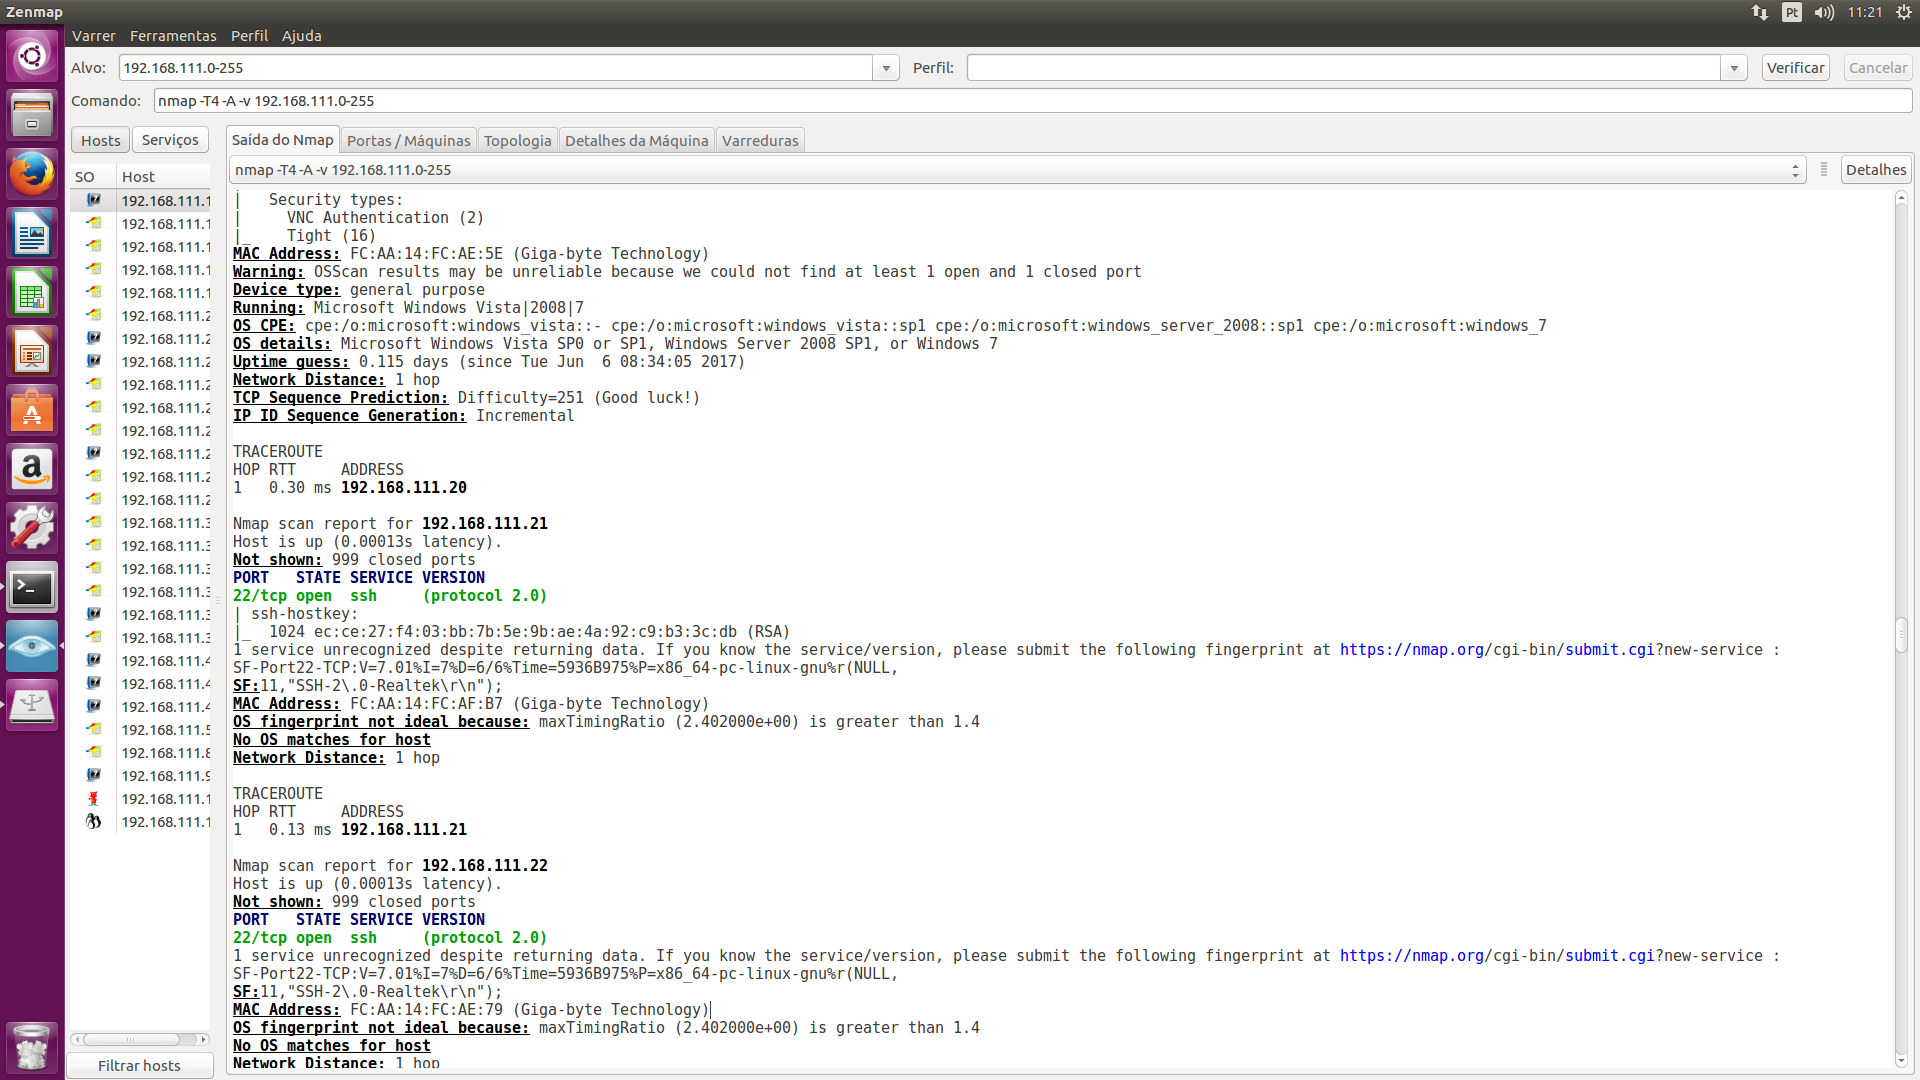 Zenmap
Pt
11:21
Varrer Ferramentas Perfil Ajuda
Alvo: 192.168.111.0-255 Perfil: Verificar Cancelar
Comando: nmap -T4 -A -v 192.168.111.0-255
Hosts Serviços
Saída do Nmap Portas / Máquinas Topologia Detalhes da Máquina Varreduras
nmap -T4 -A -v 192.168.111.0-255 Detalhes
SO Host
192.168.111.1
192.168.111.1
192.168.111.1
192.168.111.1
192.168.111.1
192.168.111.2
192.168.111.2
192.168.111.2
192.168.111.2
192.168.111.2
192.168.111.2
192.168.111.2
192.168.111.2
192.168.111.2
192.168.111.3
192.168.111.3
192.168.111.3
192.168.111.3
192.168.111.3
192.168.111.3
192.168.111.4
192.168.111.4
192.168.111.4
192.168.111.5
192.168.111.8
192.168.111.9
192.168.111.1
192.168.111.1
Filtrar hosts
|   Security types:
|     VNC Authentication (2)
|_    Tight (16)
MAC Address: FC:AA:14:FC:AE:5E (Giga-byte Technology)
Warning: OSScan results may be unreliable because we could not find at least 1 open and 1 closed port
Device type: general purpose
Running: Microsoft Windows Vista|2008|7
OS CPE: cpe:/o:microsoft:windows_vista::- cpe:/o:microsoft:windows_vista::sp1 cpe:/o:microsoft:windows_server_2008::sp1 cpe:/o:microsoft:windows_7
OS details: Microsoft Windows Vista SP0 or SP1, Windows Server 2008 SP1, or Windows 7
Uptime guess: 0.115 days (since Tue Jun  6 08:34:05 2017)
Network Distance: 1 hop
TCP Sequence Prediction: Difficulty=251 (Good luck!)
IP ID Sequence Generation: Incremental
TRACEROUTE
HOP RTT     ADDRESS
1   0.30 ms 192.168.111.20
Nmap scan report for 192.168.111.21
Host is up (0.00013s latency).
Not shown: 999 closed ports
PORT   STATE SERVICE VERSION
22/tcp open  ssh     (protocol 2.0)
| ssh-hostkey:
|_  1024 ec:ce:27:f4:03:bb:7b:5e:9b:ae:4a:92:c9:b3:3c:db (RSA)
1 service unrecognized despite returning data. If you know the service/version, please submit the following fingerprint at https://nmap.org/cgi-bin/submit.cgi?new-service :
SF-Port22-TCP:V=7.01%I=7%D=6/6%Time=5936B975%P=x86_64-pc-linux-gnu%r(NULL,
SF:11,"SSH-2\.0-Realtek\r\n");
MAC Address: FC:AA:14:FC:AF:B7 (Giga-byte Technology)
OS fingerprint not ideal because: maxTimingRatio (2.402000e+00) is greater than 1.4
No OS matches for host
Network Distance: 1 hop
TRACEROUTE
HOP RTT     ADDRESS
1   0.13 ms 192.168.111.21
Nmap scan report for 192.168.111.22
Host is up (0.00013s latency).
Not shown: 999 closed ports
PORT   STATE SERVICE VERSION
22/tcp open  ssh     (protocol 2.0)
1 service unrecognized despite returning data. If you know the service/version, please submit the following fingerprint at https://nmap.org/cgi-bin/submit.cgi?new-service :
SF-Port22-TCP:V=7.01%I=7%D=6/6%Time=5936B975%P=x86_64-pc-linux-gnu%r(NULL,
SF:11,"SSH-2\.0-Realtek\r\n");
MAC Address: FC:AA:14:FC:AE:79 (Giga-byte Technology)
OS fingerprint not ideal because: maxTimingRatio (2.402000e+00) is greater than 1.4
No OS matches for host
Network Distance: 1 hop